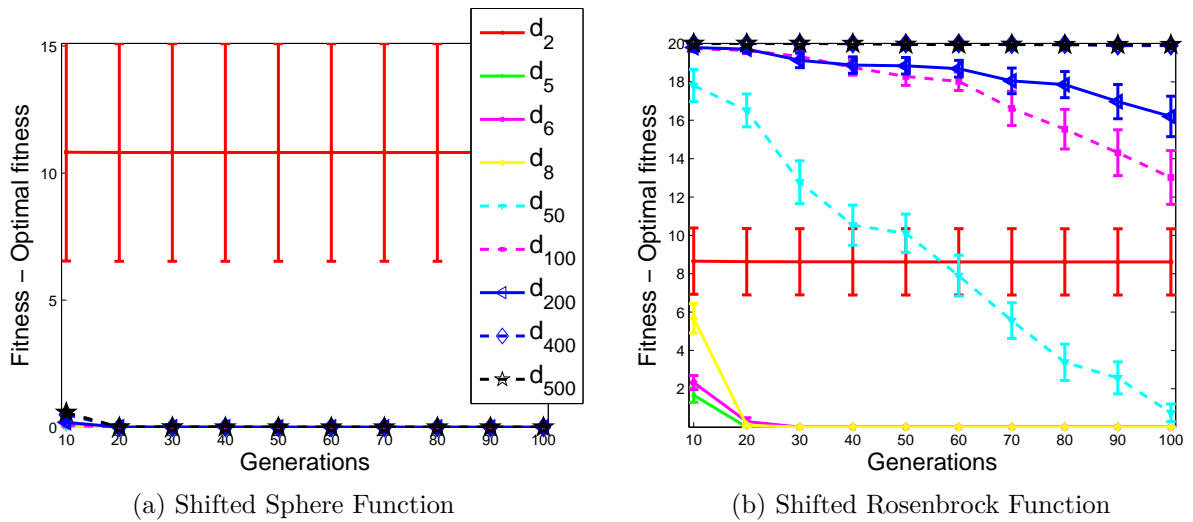 Fitness − Optimal fitness
15
10
5
0
10 20 30 40 50 60 70 80 90 100
Generations
d2
d5
d6
d8
d50
d100
d200
d400
d500
(a) Shifted Sphere Function
Fitness − Optimal fitness
20
18
16
14
12
10
8
6
4
2
10 20 30 40 50 60 70 80 90 100
Generations
(b) Shifted Rosenbrock Function